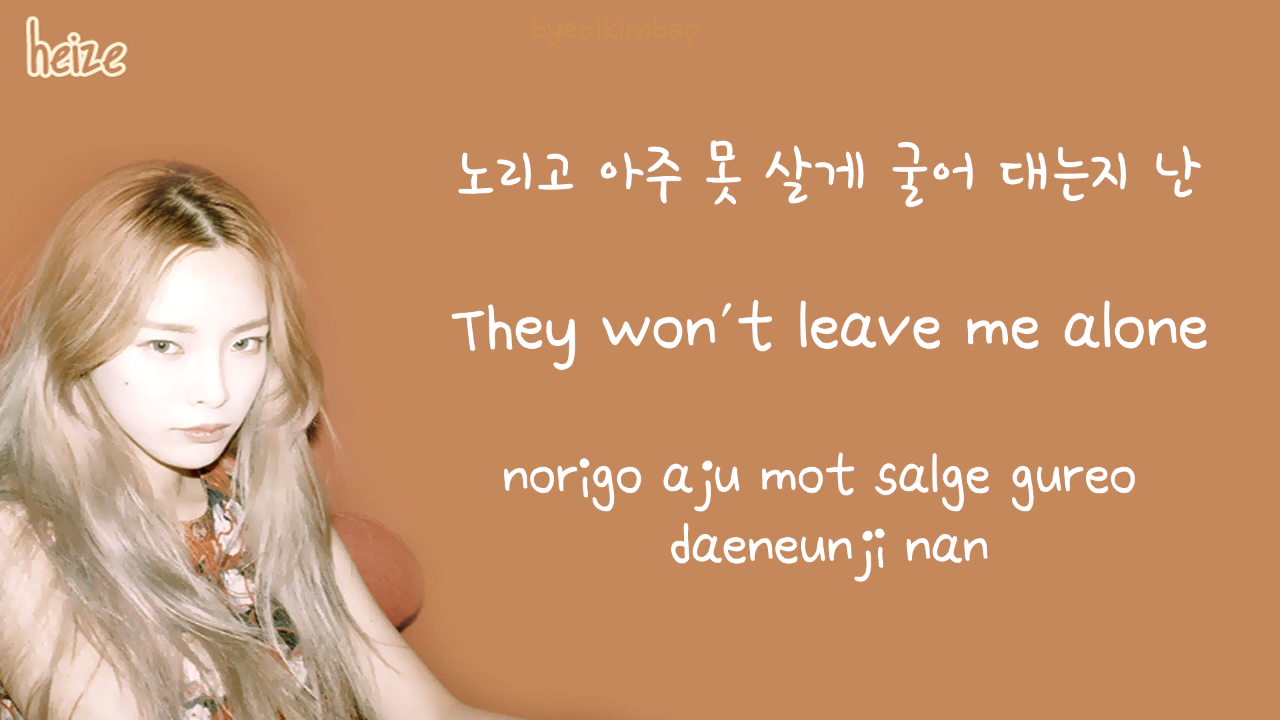 byeolkimbap
heize
노리고 아주 못 살게 굴어 대는지 난
They won't leave me alone
norigo aju mot salge gureo
daeneunji nan